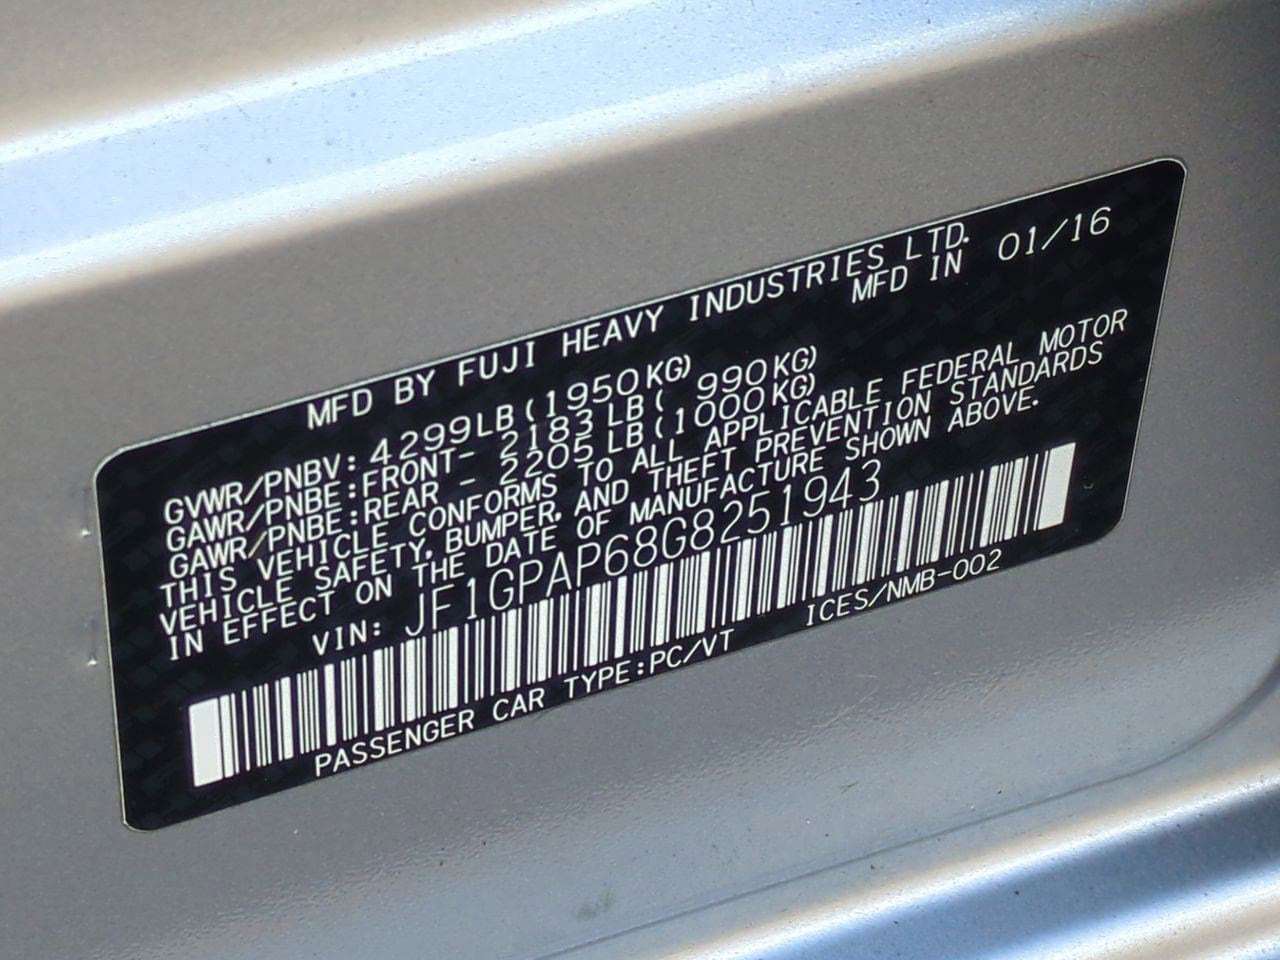 MFD BY FUJI HEAVY INDUSTRIES LTD.
MFD IN 01/16
GVWR/PNBV: 4299LB (1950KG)
GAWR/PNBE:FRONT- 2183LB ( 990KG)
GAWR/PNBE:REAR - 2205LB (1000KG)
THIS VEHICLE CONFORMS TO ALL APPLICABLE FEDERAL MOTOR
VEHICLE SAFETY, BUMPER, AND THEFT PREVENTION STANDARDS
IN EFFECT ON THE DATE OF MANUFACTURE SHOWN ABOVE.
VIN: JF1GPAP68G8251943
PASSENGER CAR TYPE:PC/VT ICES/NMB-002